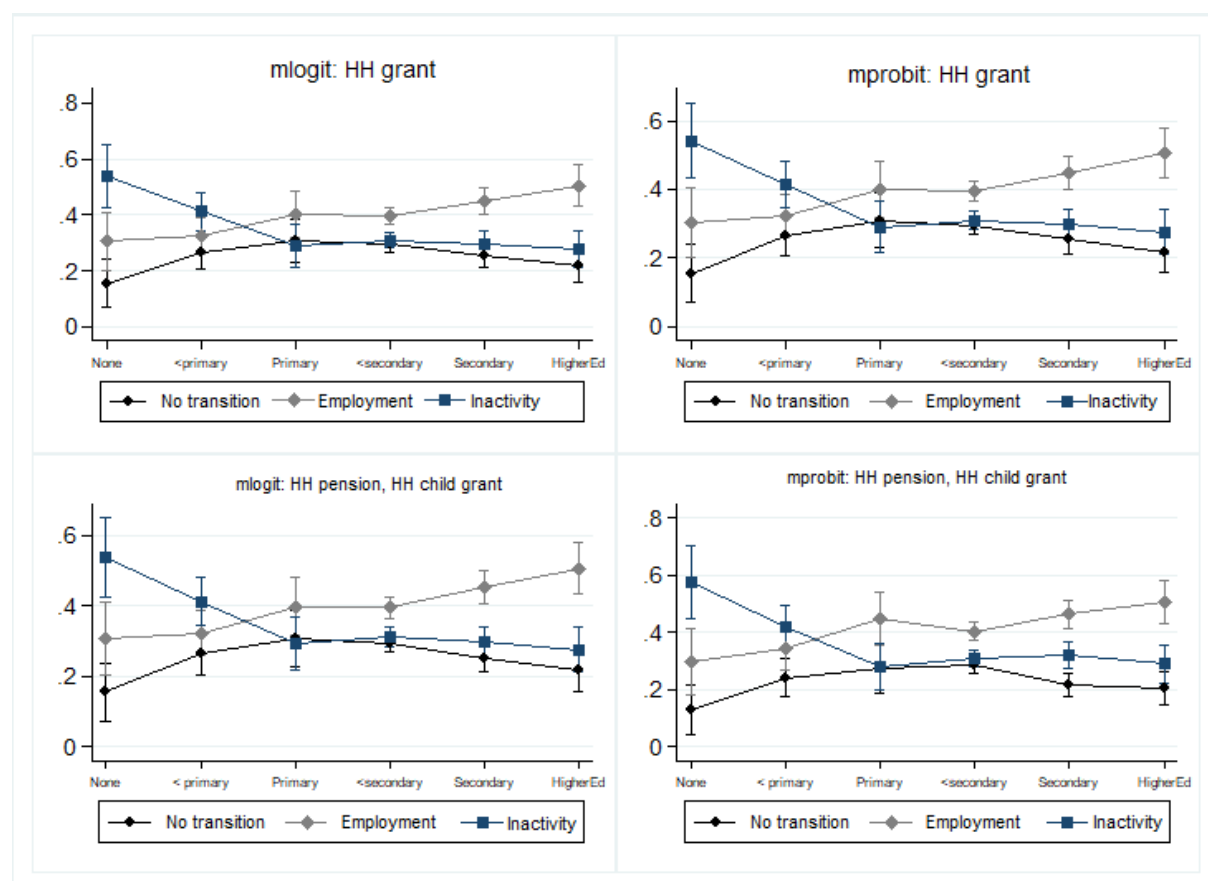 mlogit: HH grant
.8
.6
.4
.2
0
None <primary Primary <secondary Secondary HigherEd
No transition Employment Inactivity
mprobit: HH grant
.6
.4
.2
0
None <primary Primary <secondary Secondary HigherEd
No transition Employment Inactivity
mlogit: HH pension, HH child grant
.6
.4
.2
0
None < primary Primary <secondary Secondary HigherEd
No transition Employment Inactivity
mprobit: HH pension, HH child grant
.8
.6
.4
.2
0
None < primary Primary <secondary Secondary HigherEd
No transition Employment Inactivity